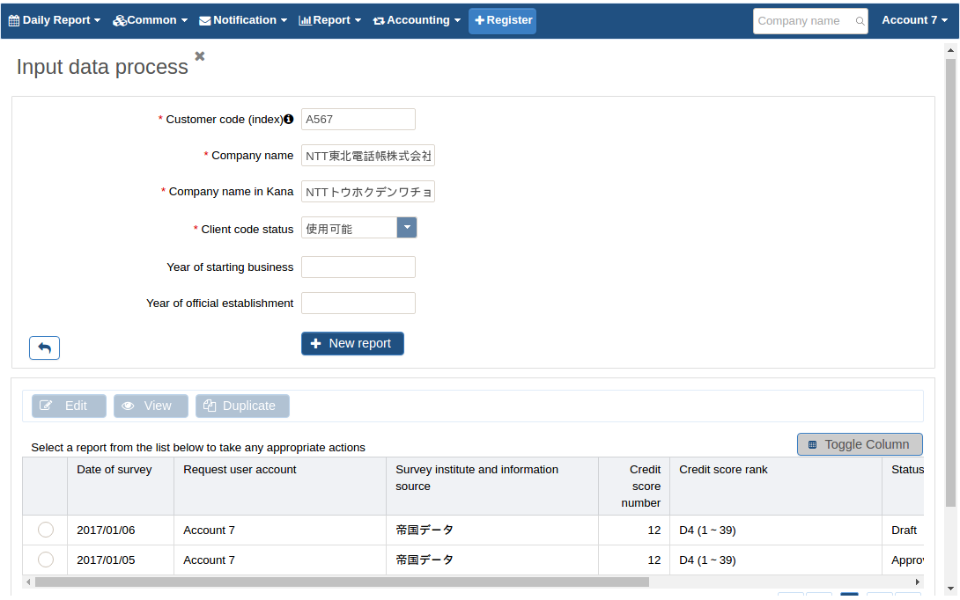 Daily Report Common Notification Report Accounting Register Company name Account 7
Input data process
* Customer code (index) A567
* Company name NTT東北電話帳株式会社
* Company name in Kana NTTトウホクデンワチョ
* Client code status 使用可能
Year of starting business
Year of official establishment
New report
Edit View Duplicate
Select a report from the list below to take any appropriate actions
Toggle Column
Date of survey Request user account Survey institute and information Credit Credit score rank Status
source score
number
2017/01/06 Account 7 帝国データ 12 D4 (1 ~ 39) Draft
2017/01/05 Account 7 帝国データ 12 D4 (1 ~ 39)